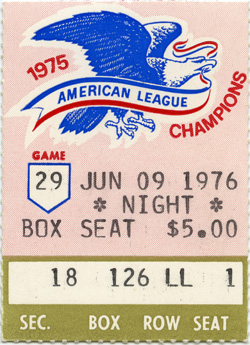 1975
AMERICAN LEAGUE
CHAMPIONS
GAME
29 JUN 09 1976
* NIGHT *
BOX SEAT $5.00
18 126 LL 1
SEC. BOX ROW SEAT